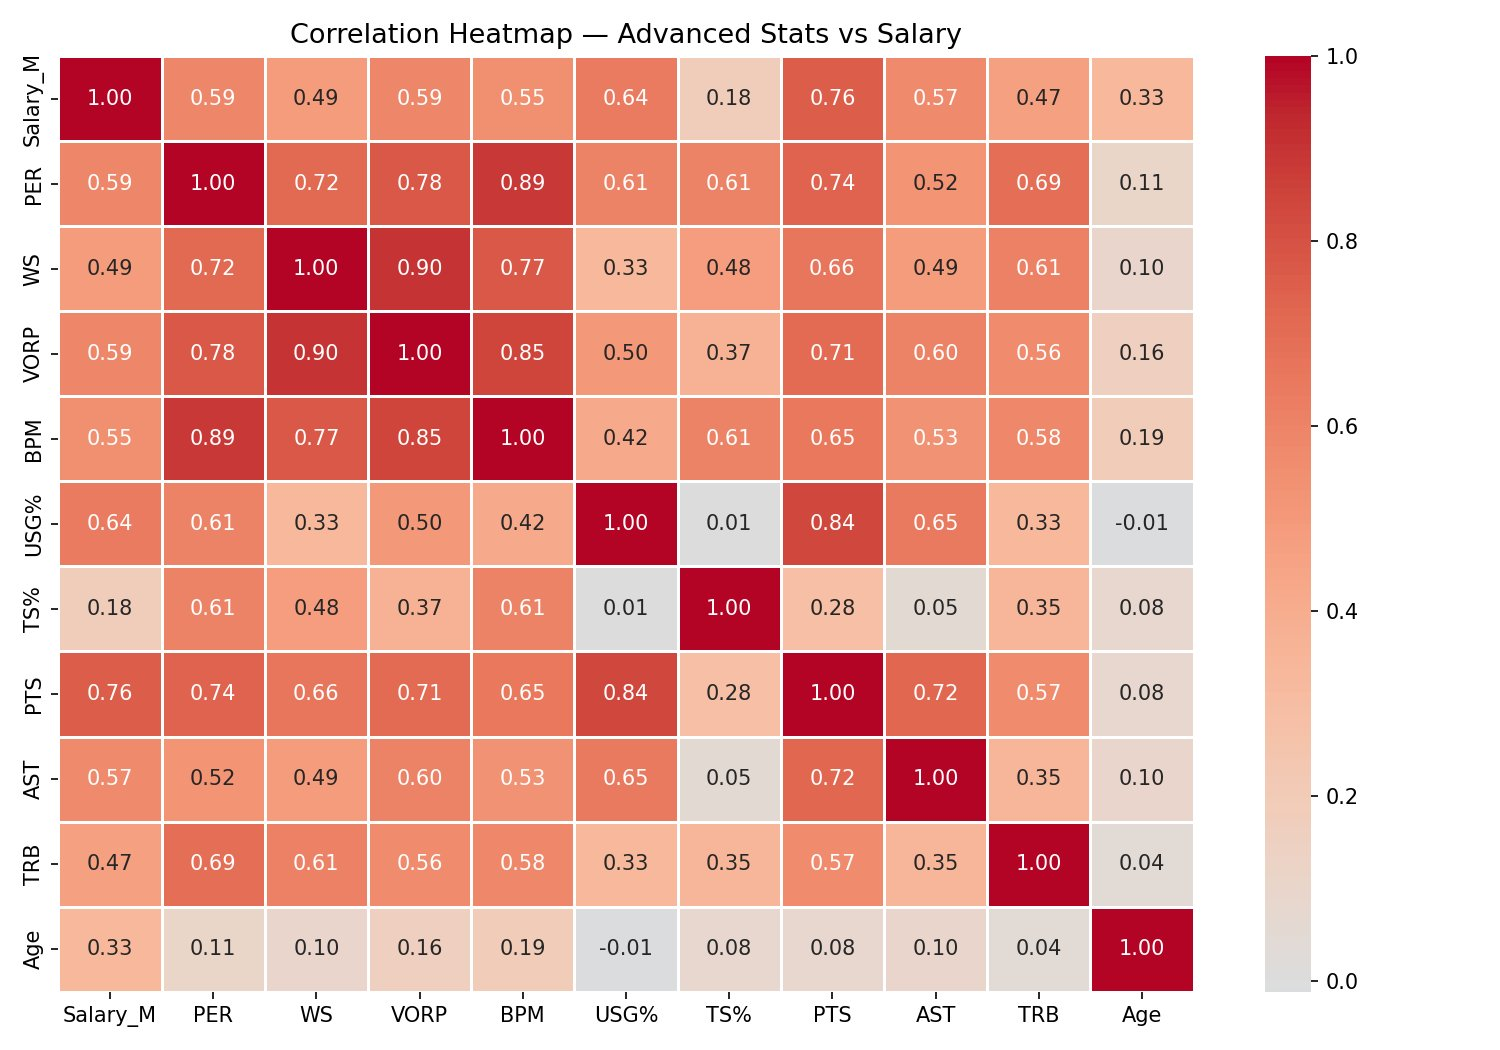 Correlation Heatmap — Advanced Stats vs Salary
Salary_M 1.00 0.59 0.49 0.59 0.55 0.64 0.18 0.76 0.57 0.47 0.33
PER 0.59 1.00 0.72 0.78 0.89 0.61 0.61 0.74 0.52 0.69 0.11
WS 0.49 0.72 1.00 0.90 0.77 0.33 0.48 0.66 0.49 0.61 0.10
VORP 0.59 0.78 0.90 1.00 0.85 0.50 0.37 0.71 0.60 0.56 0.16
BPM 0.55 0.89 0.77 0.85 1.00 0.42 0.61 0.65 0.53 0.58 0.19
USG% 0.64 0.61 0.33 0.50 0.42 1.00 0.01 0.84 0.65 0.33 -0.01
TS% 0.18 0.61 0.48 0.37 0.61 0.01 1.00 0.28 0.05 0.35 0.08
PTS 0.76 0.74 0.66 0.71 0.65 0.84 0.28 1.00 0.72 0.57 0.08
AST 0.57 0.52 0.49 0.60 0.53 0.65 0.05 0.72 1.00 0.35 0.10
TRB 0.47 0.69 0.61 0.56 0.58 0.33 0.35 0.57 0.35 1.00 0.04
Age 0.33 0.11 0.10 0.16 0.19 -0.01 0.08 0.08 0.10 0.04 1.00
Salary_M PER WS VORP BPM USG% TS% PTS AST TRB Age
1.0
0.8
0.6
0.4
0.2
0.0